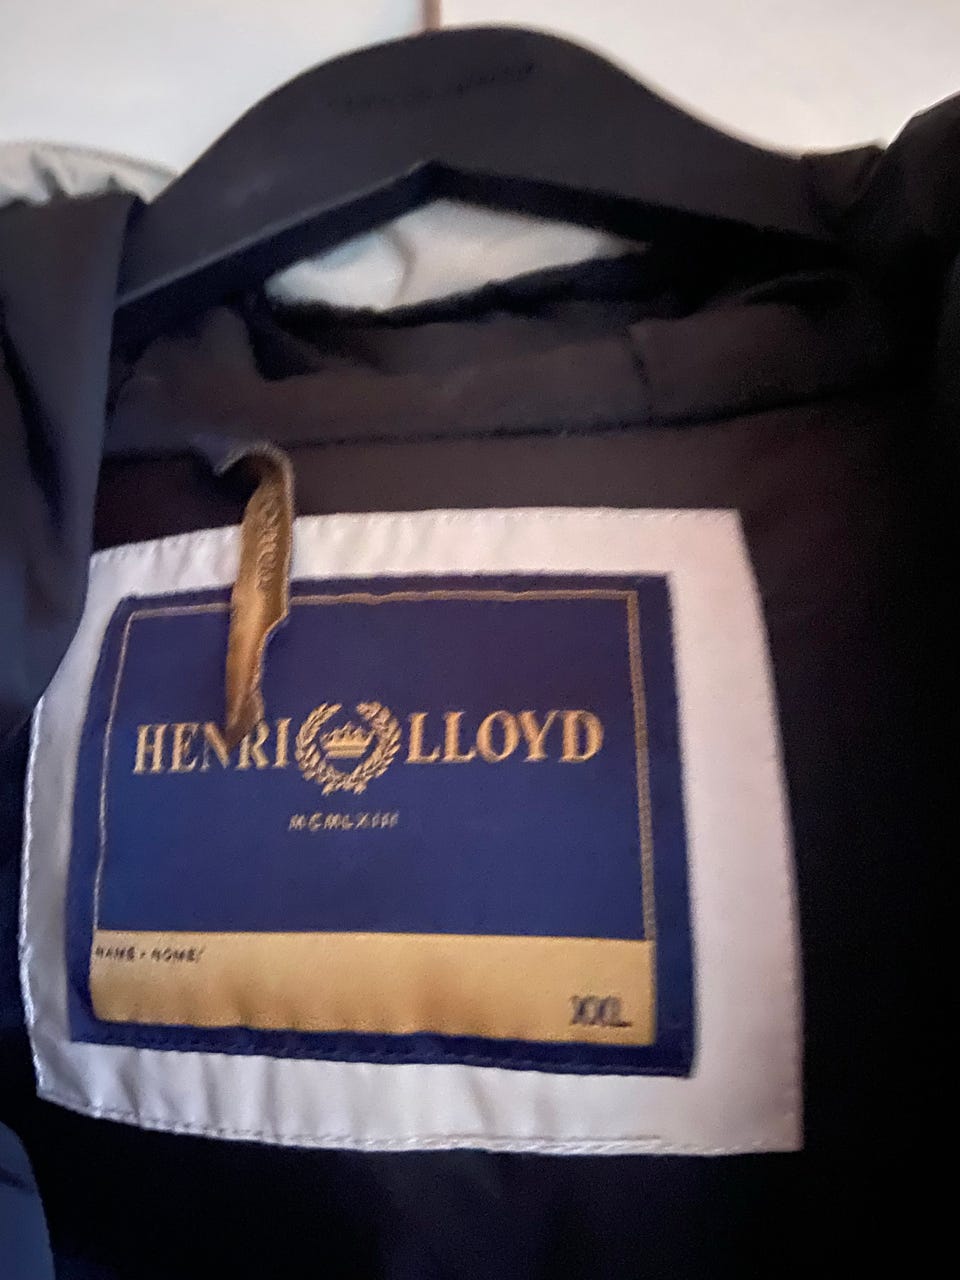 HENRI LLOYD
MCMLXIII
NAME - NOME/
XXL